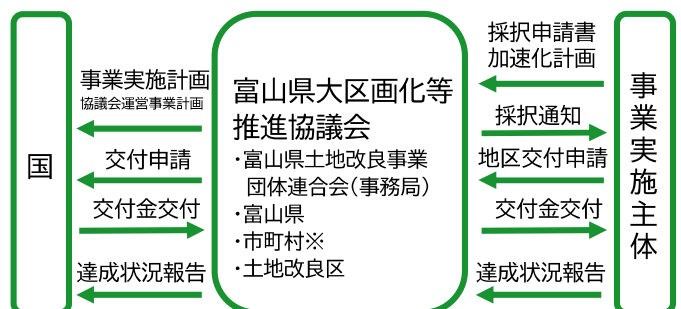 国
事業実施計画
協議会運営事業計画
交付申請
交付金交付
達成状況報告
富山県大区画化等
推進協議会
・富山県土地改良事業
団体連合会(事務局)
・富山県
・市町村※
・土地改良区
採択申請書
加速化計画
採択通知
地区交付申請
交付金交付
達成状況報告
事業実施主体